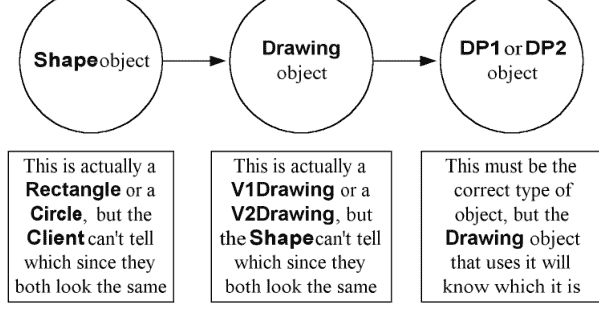 Shape object
Drawing
object
DP1 or DP2
object
This is actually a
Rectangle or a
Circle, but the
Client can't tell
which since they
both look the same
This is actually a
V1Drawing or a
V2Drawing, but
the Shape can't tell
which since they
both look the same
This must be the
correct type of
object, but the
Drawing object
that uses it will
know which it is